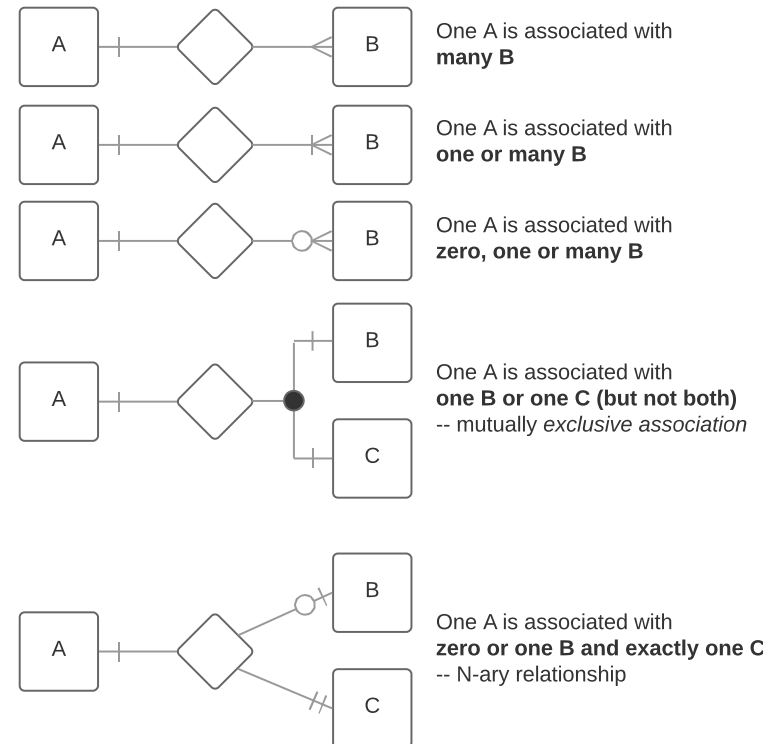 A
B
One A is associated with
many B
A
B
One A is associated with
one or many B
A
B
One A is associated with
zero, one or many B
B
A
One A is associated with
one B or one C (but not both)
-- mutually exclusive association
C
B
A
One A is associated with
zero or one B and exactly one C
-- N-ary relationship
C